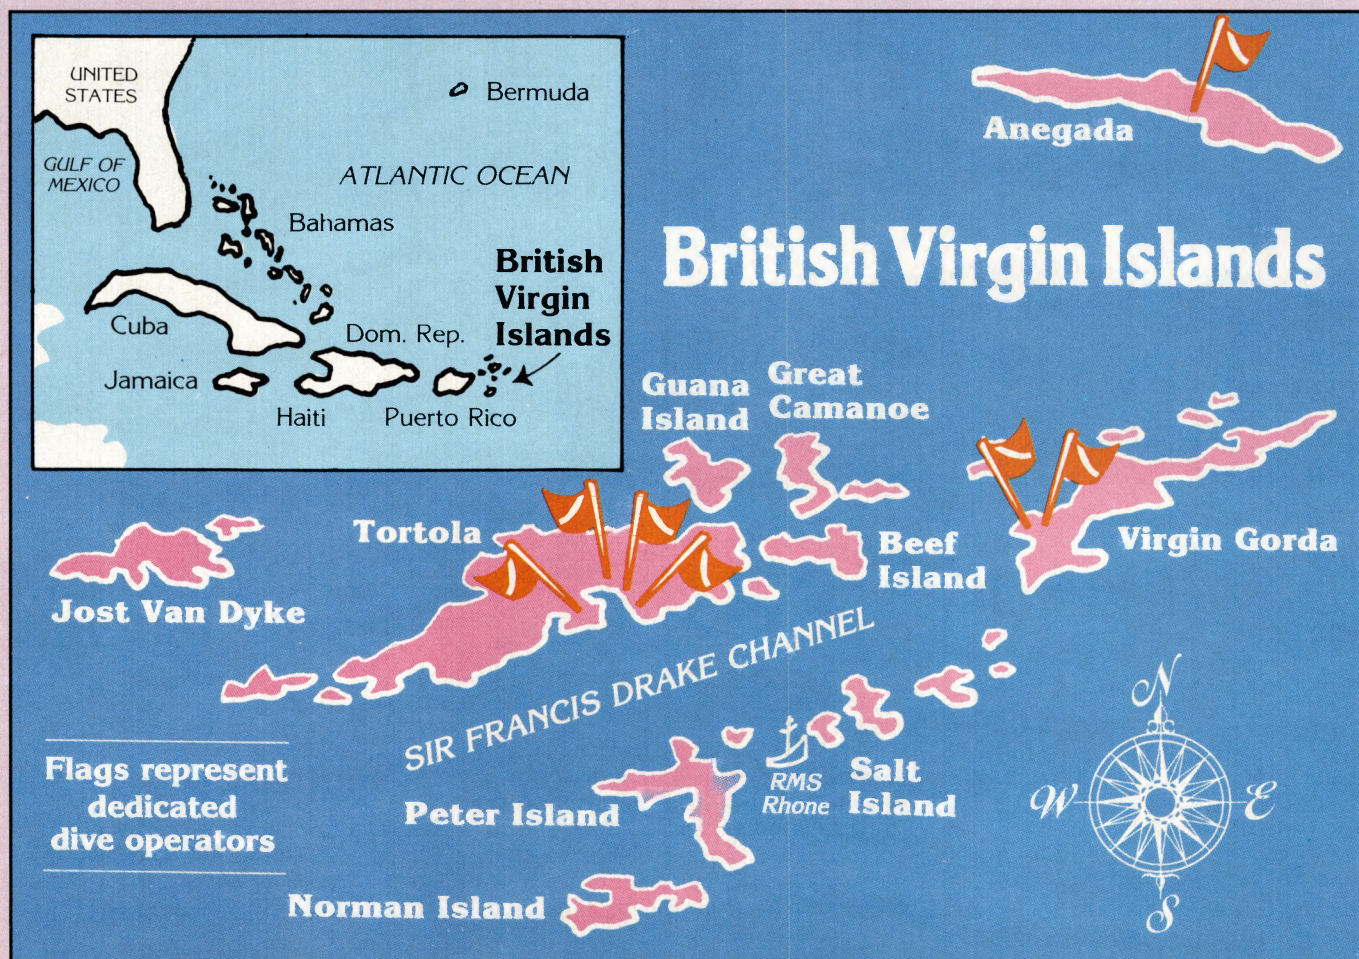 UNITED
STATES
Bermuda
GULF OF
MEXICO
ATLANTIC OCEAN
Bahamas
British
Virgin
Islands
Cuba
Dom. Rep.
Jamaica
Haiti
Puerto Rico
Anegada
British Virgin Islands
Guana
Island
Great
Camanoe
Tortola
Beef
Island
Virgin Gorda
Jost Van Dyke
SIR FRANCIS DRAKE CHANNEL
Flags represent
dedicated
dive operators
Peter Island
RMS
Rhone
Salt
Island
Norman Island
N
W
E
S